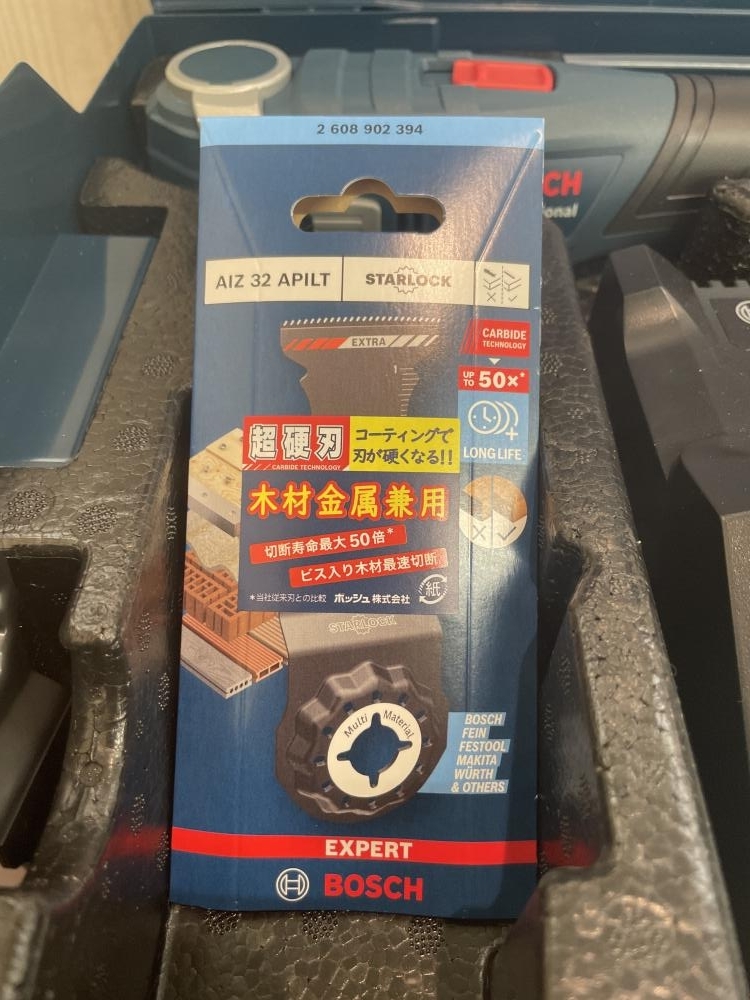 2 608 902 394
CH
onal
AIZ 32 APILT
STARLOCK
EXTRA
1
CARBIDE
TECHNOLOGY
UP TO 50×*
LONG LIFE
超硬刃
CARBIDE TECHNOLOGY
コーティングで
刃が硬くなる!!
木材金属兼用
切断寿命最大50倍*
ビス入り木材最速切断
*当社従来刃との比較 ボッシュ株式会社
紙
STARLOCK
Multi Material
BOSCH
FEIN
FESTOOL
MAKITA
WÜRTH
& OTHERS
EXPERT
BOSCH